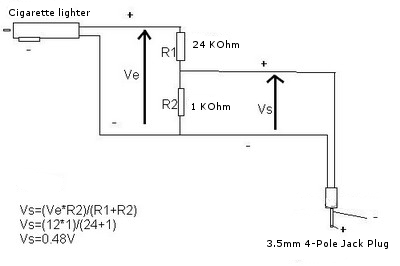 Cigarette lighter
+
R1
24 KOhm
+
Ve
R2
1 KOhm
Vs
-
-
-
Vs=(Ve*R2)/(R1+R2)
Vs=(12*1)/(24+1)
Vs=0.48V
-
+
3.5mm 4-Pole Jack Plug